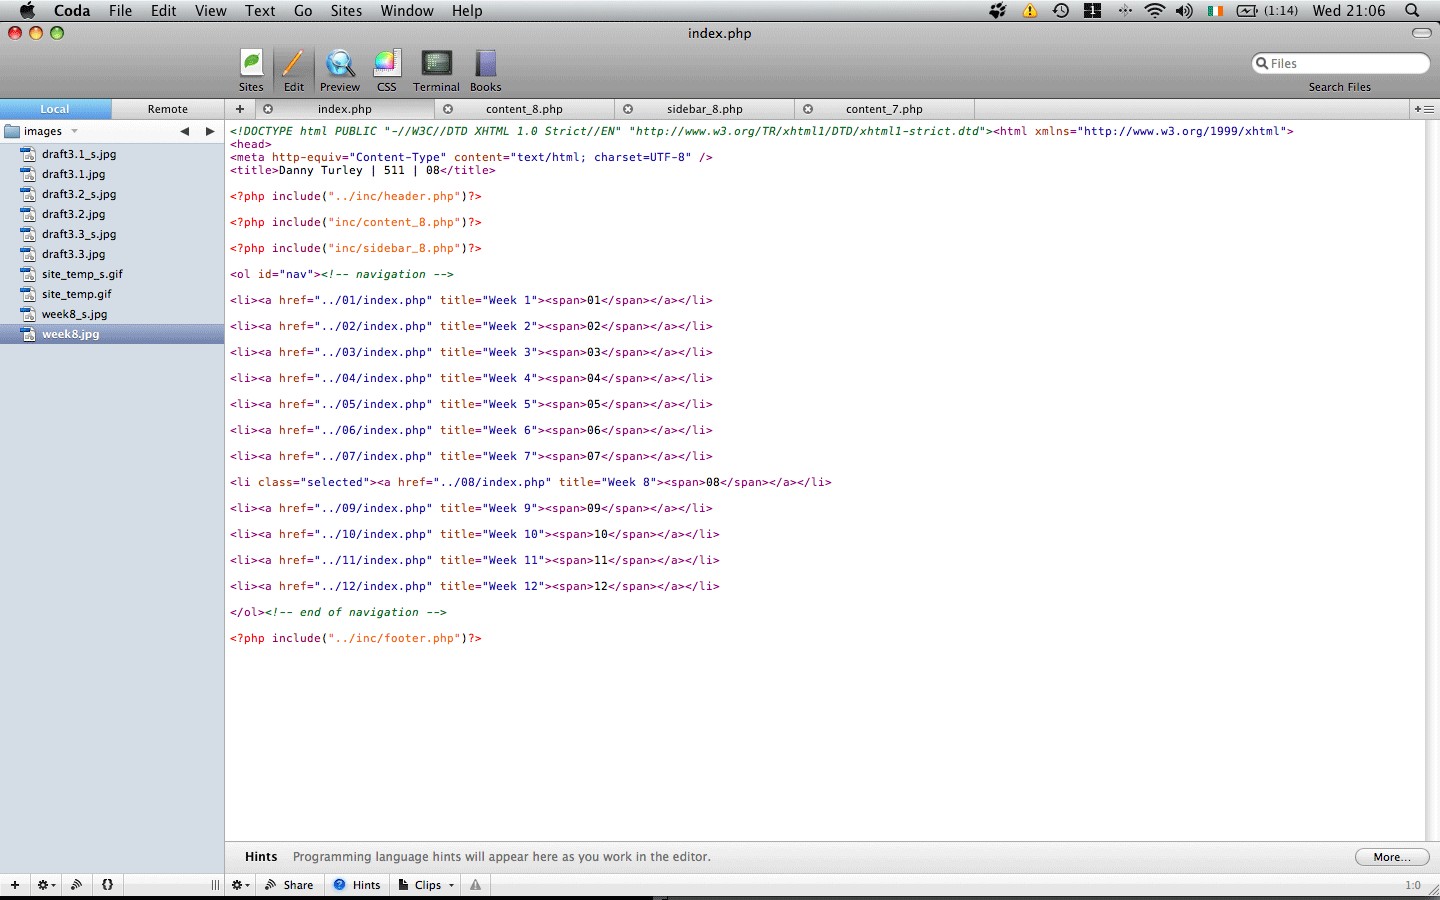 Coda File Edit View Text Go Sites Window Help (1:14) Wed 21:06
index.php
Sites Edit Preview CSS Terminal Books Files Search Files
Local Remote + index.php content_8.php sidebar_8.php content_7.php
images
draft3.1_s.jpg
draft3.1.jpg
draft3.2_s.jpg
draft3.2.jpg
draft3.3_s.jpg
draft3.3.jpg
site_temp_s.gif
site_temp.gif
week8_s.jpg
week8.jpg
<!DOCTYPE html PUBLIC "-//W3C//DTD XHTML 1.0 Strict//EN" "http://www.w3.org/TR/xhtml1/DTD/xhtml1-strict.dtd"><html xmlns="http://www.w3.org/1999/xhtml">
<head>
<meta http-equiv="Content-Type" content="text/html; charset=UTF-8" />
<title>Danny Turley | 511 | 08</title>
<?php include("../inc/header.php")?>
<?php include("inc/content_8.php")?>
<?php include("inc/sidebar_8.php")?>
<ol id="nav"><!-- navigation -->
<li><a href="../01/index.php" title="Week 1"><span>01</span></a></li>
<li><a href="../02/index.php" title="Week 2"><span>02</span></a></li>
<li><a href="../03/index.php" title="Week 3"><span>03</span></a></li>
<li><a href="../04/index.php" title="Week 4"><span>04</span></a></li>
<li><a href="../05/index.php" title="Week 5"><span>05</span></a></li>
<li><a href="../06/index.php" title="Week 6"><span>06</span></a></li>
<li><a href="../07/index.php" title="Week 7"><span>07</span></a></li>
<li class="selected"><a href="../08/index.php" title="Week 8"><span>08</span></a></li>
<li><a href="../09/index.php" title="Week 9"><span>09</span></a></li>
<li><a href="../10/index.php" title="Week 10"><span>10</span></a></li>
<li><a href="../11/index.php" title="Week 11"><span>11</span></a></li>
<li><a href="../12/index.php" title="Week 12"><span>12</span></a></li>
</ol><!-- end of navigation -->
<?php include("../inc/footer.php")?>
Hints Programming language hints will appear here as you work in the editor. More...
Share Hints Clips 1:0